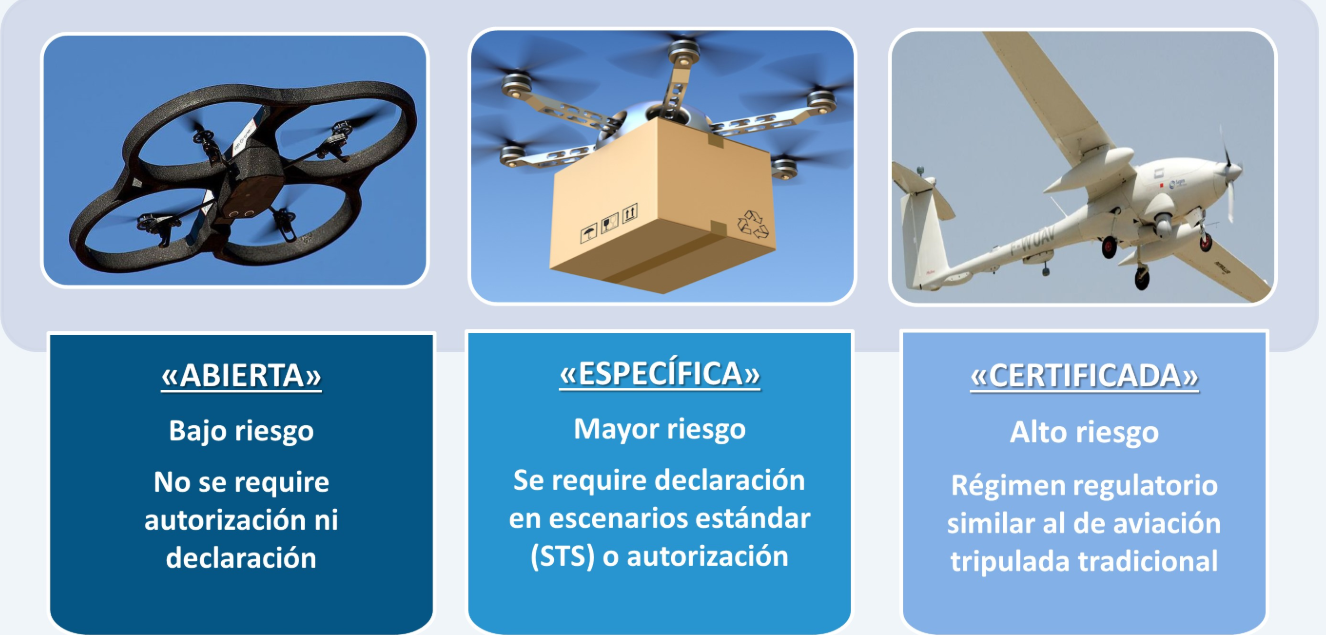 «ABIERTA»
Bajo riesgo
No se require
autorización ni
declaración
«ESPECÍFICA»
Mayor riesgo
Se require declaración
en escenarios estándar
(STS) o autorización
«CERTIFICADA»
Alto riesgo
Régimen regulatorio
similar al de aviación
tripulada tradicional